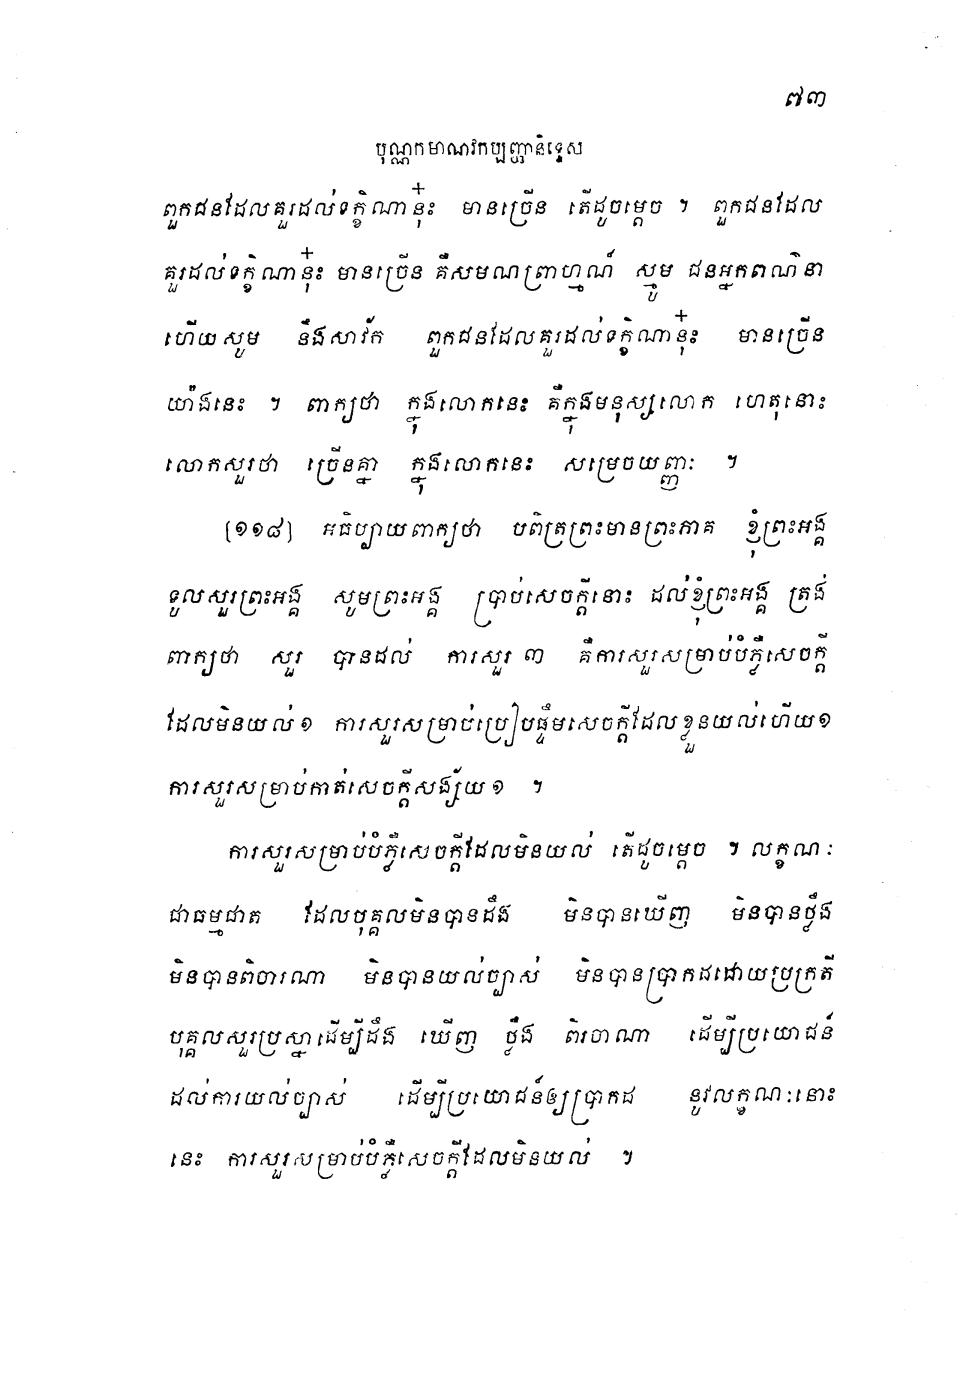 ៧៣
បុណ្ណកមាណវកប្បញ្ហានិទ្ទេស
ពួកជនដែលគួរដល់ទក្ខិណានុ៎ះ មានច្រើន តើដូចម្តេច ។ ពួកជនដែល
គួរដល់ទក្ខិណានុ៎ះ មានច្រើន គឺសមណព្រាហ្មណ៍ ស្មូម ជនអ្នកពណិនា
ហើយសូម នឹងសាវ័ក ពួកជនដែលគួរដល់ទក្ខិណានុ៎ះ មានច្រើន
យ៉ាងនេះ ។ ពាក្យថា ក្នុងលោកនេះ គឺក្នុងមនុស្សលោក ហេតុនោះ
លោកសួរថា ច្រើនគ្នា ក្នុងលោកនេះ សម្រេចយញ្ញៈ ។
[១១៨] អធិប្បាយពាក្យថា បពិត្រព្រះមានព្រះភាគ ខ្ញុំព្រះអង្គ
ទូលសួរព្រះអង្គ សូមព្រះអង្គ ប្រាប់សេចក្តីនោះ ដល់ខ្ញុំព្រះអង្គ ត្រង់
ពាក្យថា សួរ បានដល់ ការសួរ ៣ គឺការសួរសម្រាប់បំភ្លឺសេចក្តី
ដែលមិនយល់១ ការសួរសម្រាប់ប្រៀបផ្ទឹមសេចក្តីដែលខ្លួនយល់ហើយ១
ការសួរសម្រាប់កាត់សេចក្តីសង្ស័យ១ ។
ការសួរសម្រាប់បំភ្លឺសេចក្តីដែលមិនយល់ តើដូចម្តេច ។ លក្ខណៈ
ជាធម្មជាត ដែលបុគ្គលមិនបានដឹង មិនបានឃើញ មិនបានថ្លឹង
មិនបានពិចារណា មិនបានយល់ច្បាស់ មិនបានប្រាកដដោយប្រក្រតី
បុគ្គលសួរប្រស្នាដើម្បីដឹង ឃើញ ថ្លឹង ពិរចាណា ដើម្បីប្រយោជន៍
ដល់ការយល់ច្បាស់ ដើម្បីប្រយោជន៍ឲ្យប្រាកដ នូវលក្ខណៈនោះ
នេះ ការសួរសម្រាប់បំភ្លឺសេចក្តីដែលមិនយល់ ។